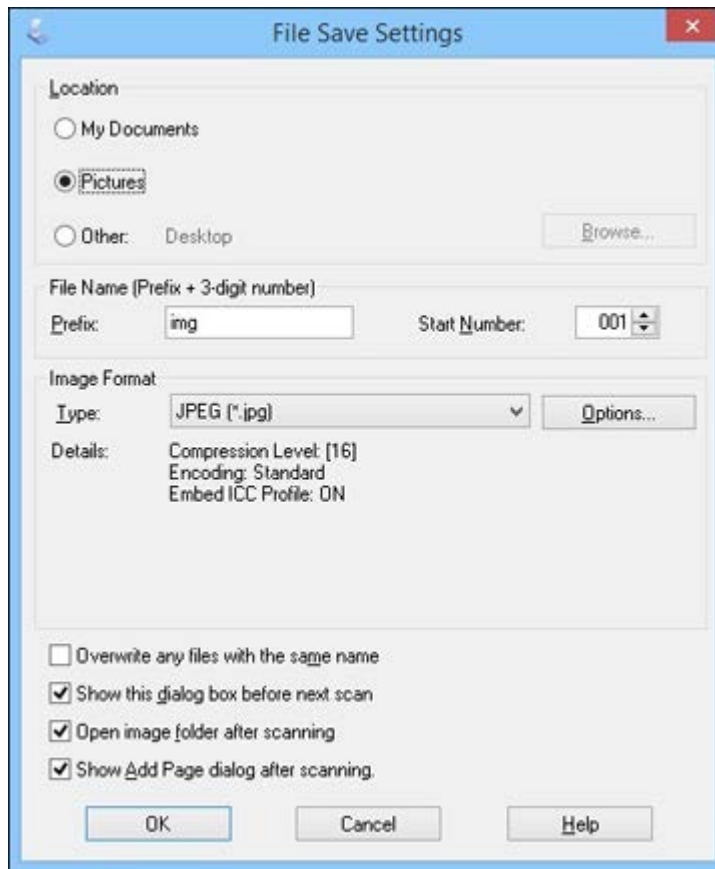 File Save Settings
Location
My Documents
Pictures
Other: Desktop Browse...
File Name (Prefix + 3-digit number)
Prefix: img Start Number: 001
Image Format
Type: JPEG (*.jpg) Options...
Details: Compression Level: [16]
Encoding: Standard
Embed ICC Profile: ON
Overwrite any files with the same name
Show this dialog box before next scan
Open image folder after scanning
Show Add Page dialog after scanning.
OK Cancel Help